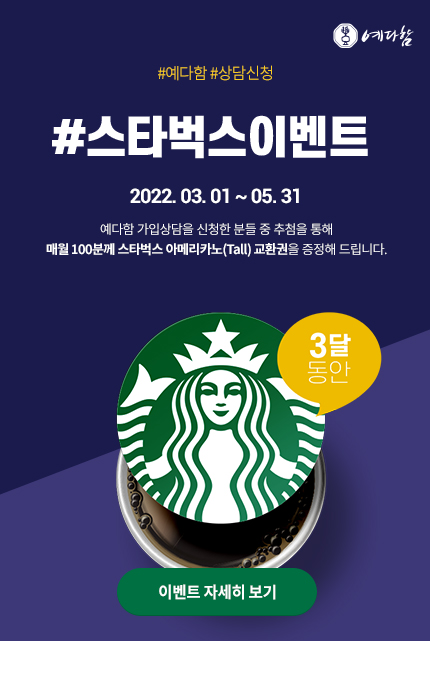 예다함
#예다함 #상담신청
#스타벅스이벤트
2022. 03. 01 ~ 05. 31
예다함 가입상담을 신청한 분들 중 추첨을 통해
매월 100분께 스타벅스 아메리카노(Tall) 교환권을 증정해 드립니다.
3달
동안
이벤트 자세히 보기